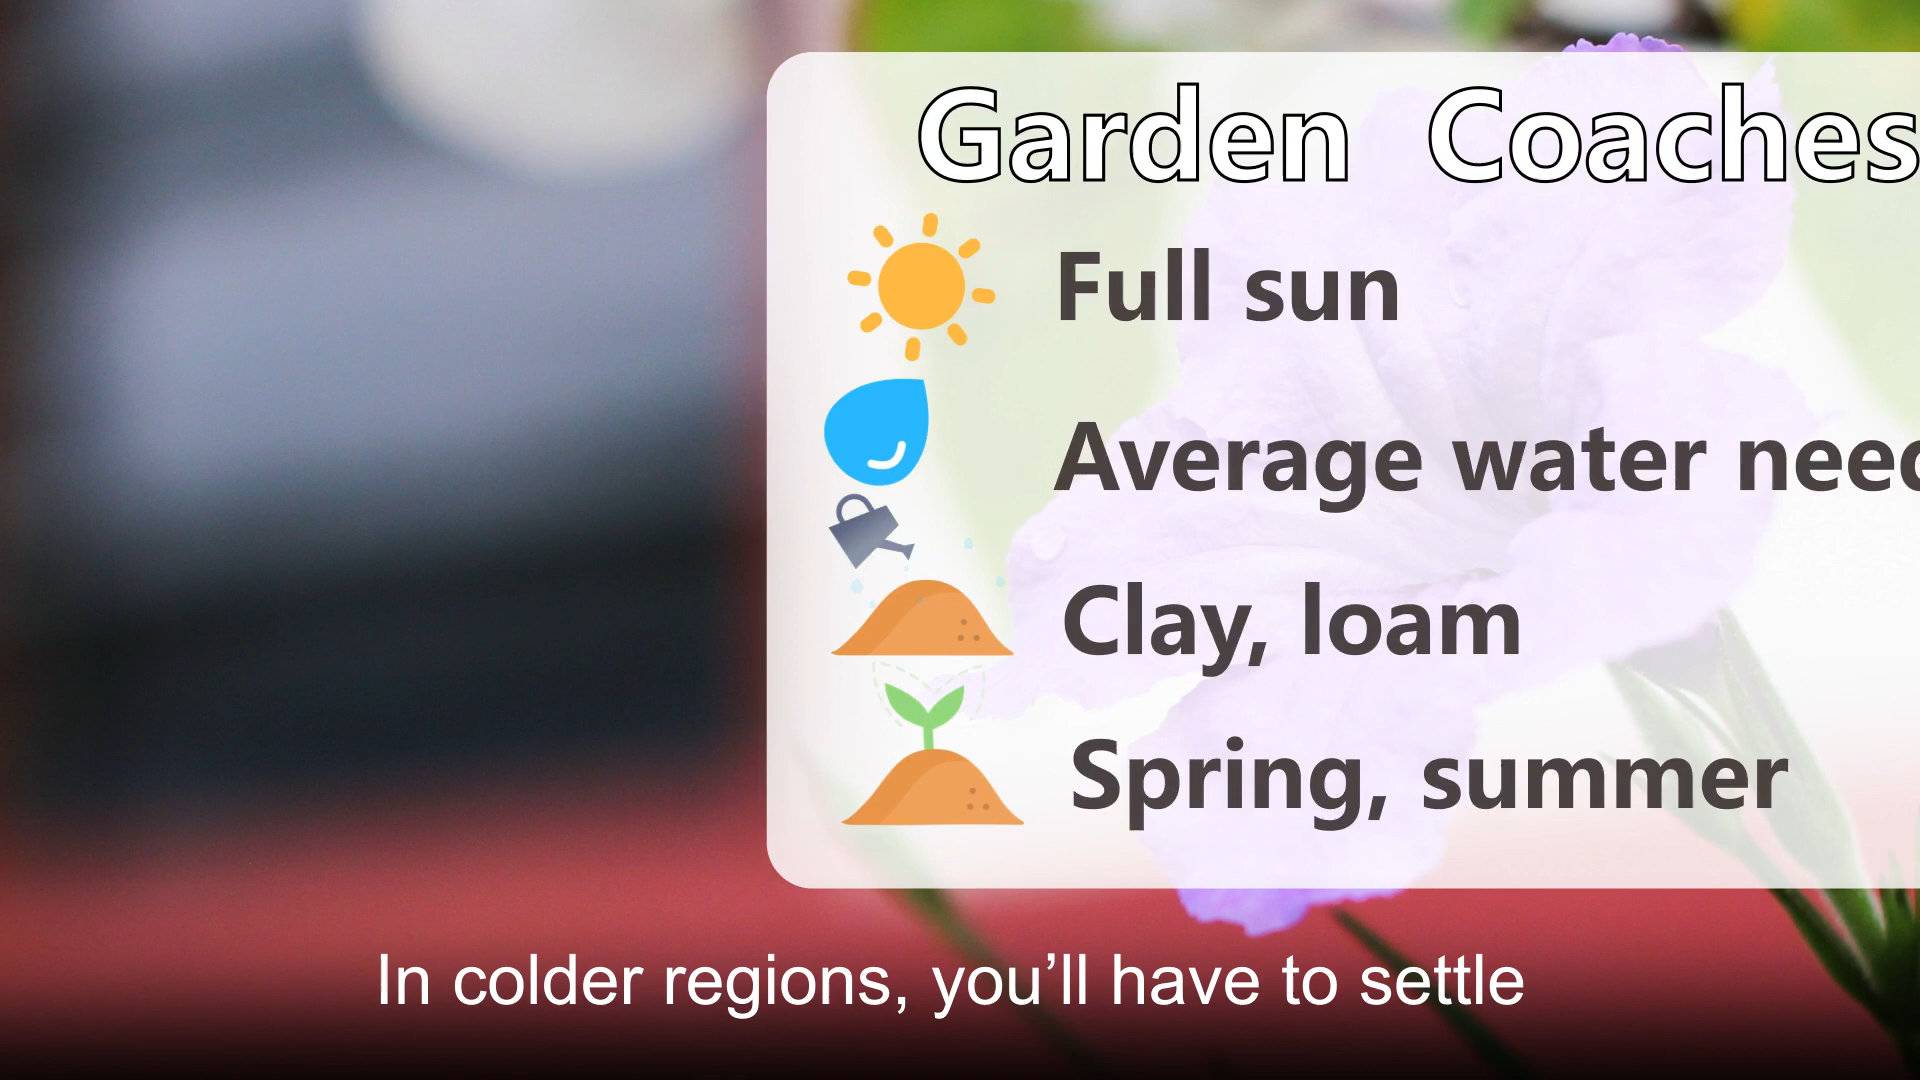 Garden Coaches
Full sun
Average water
Clay, loam
Spring, summer
In colder regions, you’ll have to settle